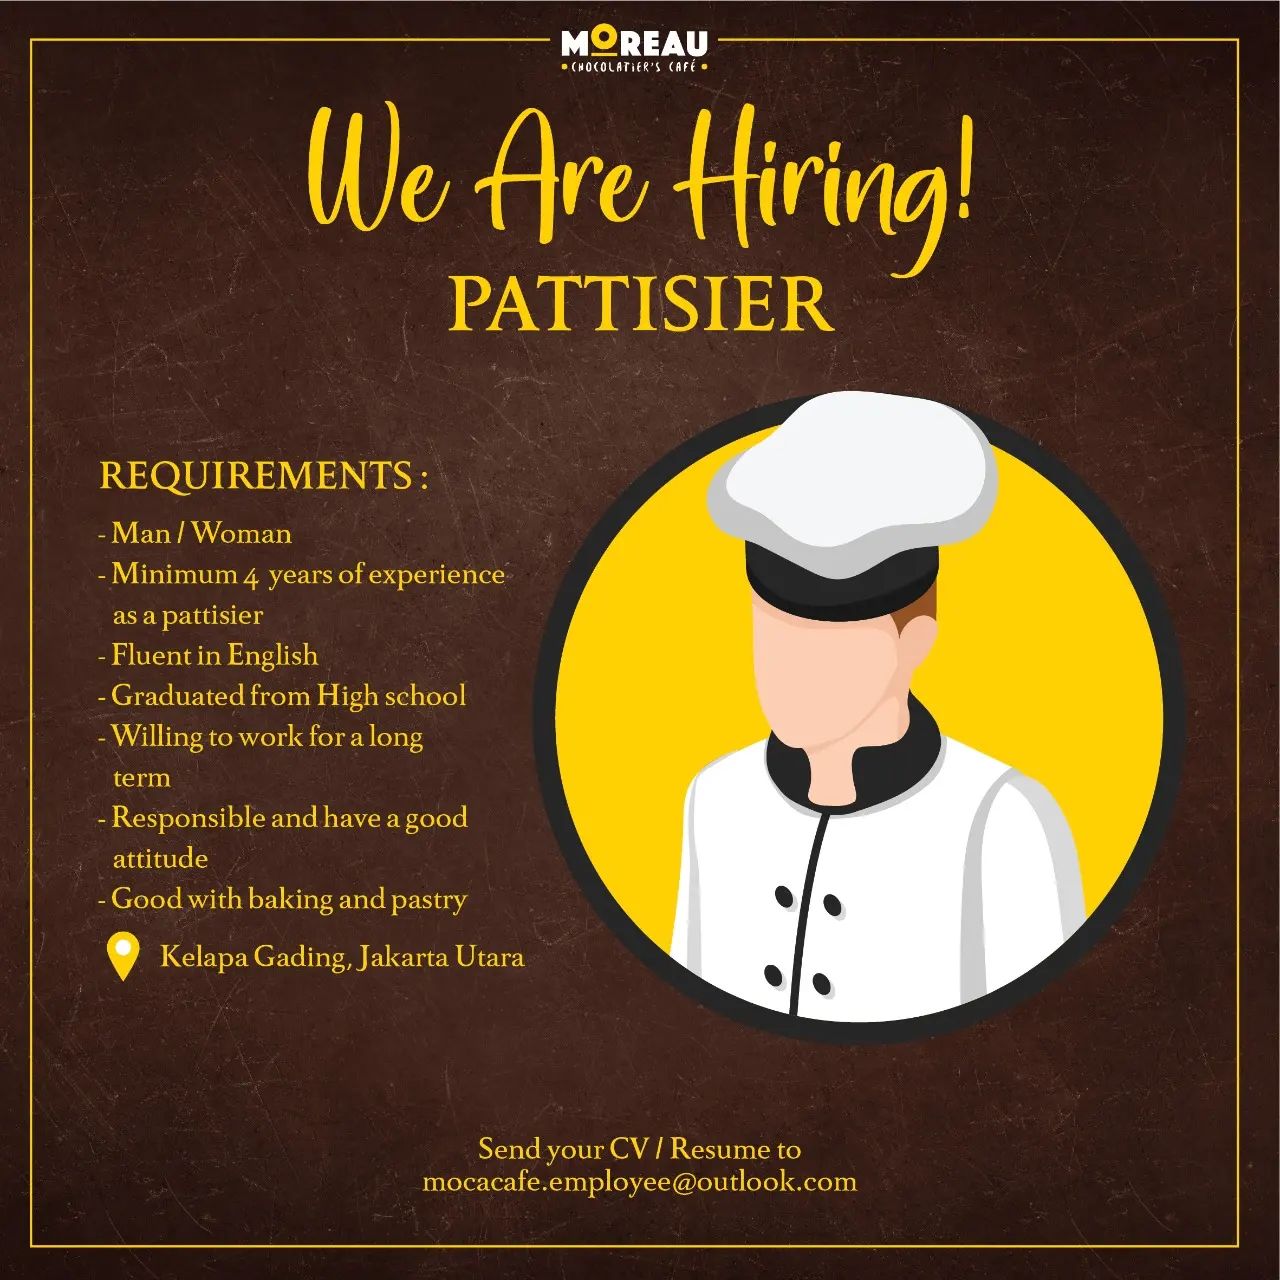 MOREAU
• CHOCOLATIER'S CAFÉ •
We Are Hiring!
PATTISIER
REQUIREMENTS :
- Man / Woman
- Minimum 4 years of experience
as a pattisier
- Fluent in English
- Graduated from High school
- Willing to work for a long
term
- Responsible and have a good
attitude
- Good with baking and pastry
Kelapa Gading, Jakarta Utara
Send your CV / Resume to
mocacafe.employee@outlook.com